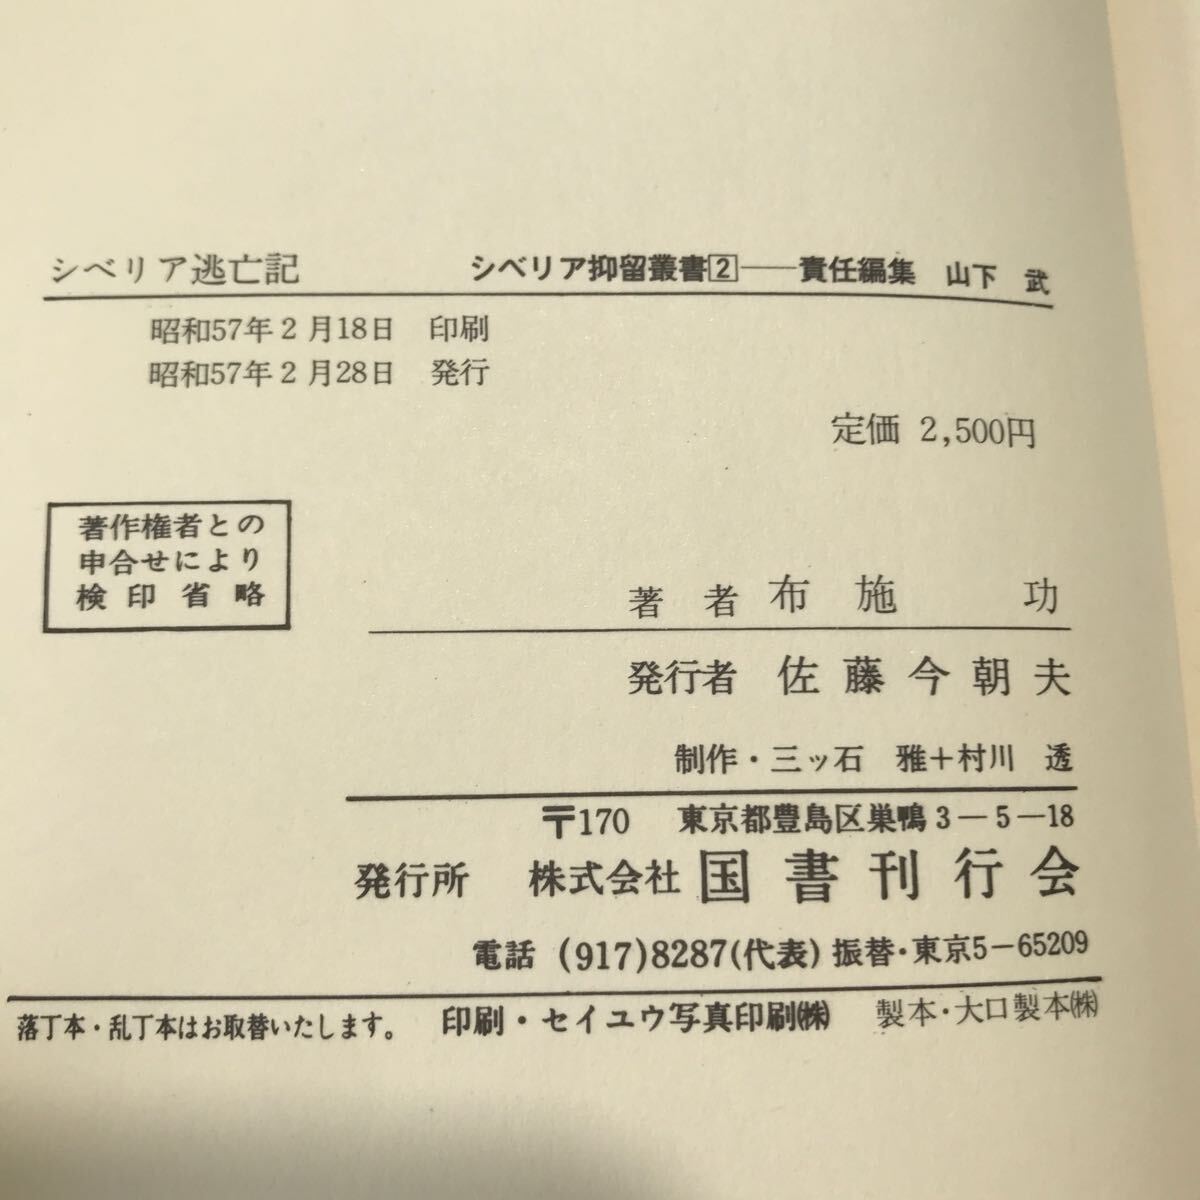 シベリア逃亡記 シベリア抑留叢書2――責任編集 山下 武
昭和57年2月18日 印刷
昭和57年2月28日 発行
定価 2,500円
著作権者との
申合せにより
検印省略
著者 布施 功
発行者 佐藤今朝夫
制作・三ッ石 雅＋村川 透
〒170 東京都豊島区巣鴨3―5―18
発行所 株式会社 国書刊行会
電話 (917)8287(代表) 振替・東京5―65209
落丁本・乱丁本はお取替いたします。 印刷・セイユウ写真印刷㈱ 製本・大口製本㈱